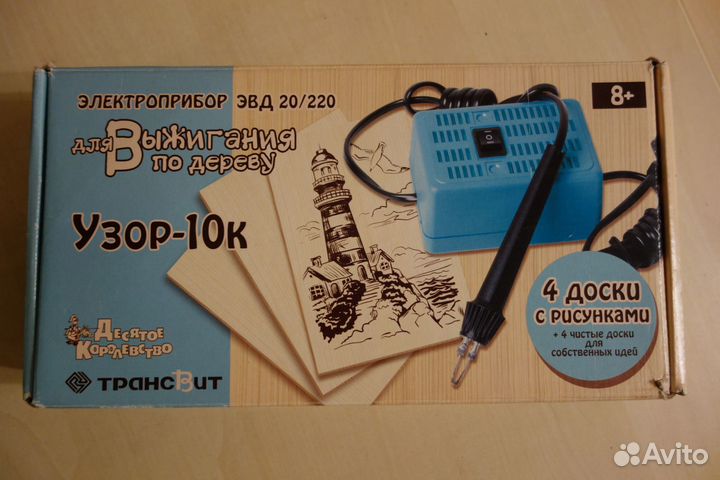 ЭЛЕКТРОПРИБОР ЭВД 20/220
для Выжигания
по дереву
Узор-10к
Десятое
Королевство
трансВит
8+
4 доски
с рисунками
+ 4 чистые доски
для
собственных идей
Avito